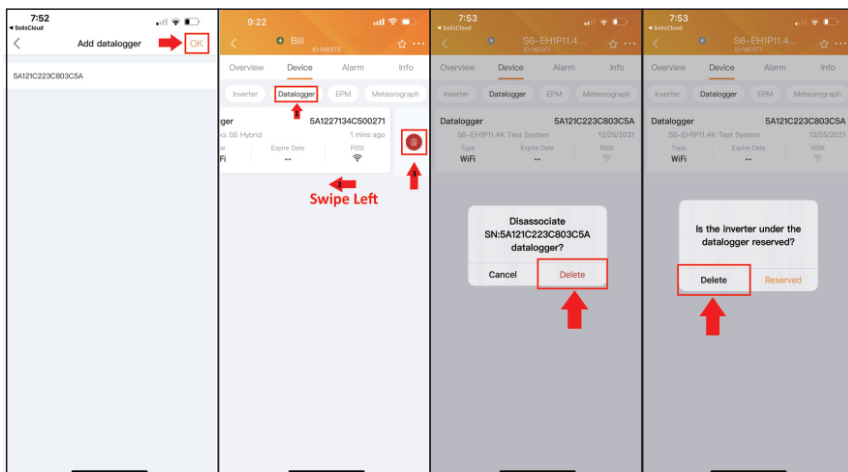 7:52
◄ SolisCloud
Add datalogger
OK
5A121C223C803C5A
9:22
Bill
Overview Device Alarm Info
Inverter Datalogger EPM Meteorograph
1
ger 5A1227134C500271
S6 Hybrid 1 mins ago
Expire Date RSSI
Fi --
2
3
Swipe Left
7:53
◄ SolisCloud
S6-EH1P11.4...
Overview Device Alarm Info
Inverter Datalogger EPM Meteorograph
Datalogger 5A121C223C803C5A
S6-EH1P11.4K Test System 12/25/2021
Type Expire Date RSSI
WiFi --
Disassociate
SN:5A121C223C803C5A
datalogger?
Cancel Delete
7:53
◄ SolisCloud
S6-EH1P11.4...
Overview Device Alarm Info
Inverter Datalogger EPM Meteorograph
Datalogger 5A121C223C803C5A
S6-EH1P11.4K Test System 12/25/2021
Type Expire Date RSSI
WiFi --
Is the inverter under the
datalogger reserved?
Delete Reserved